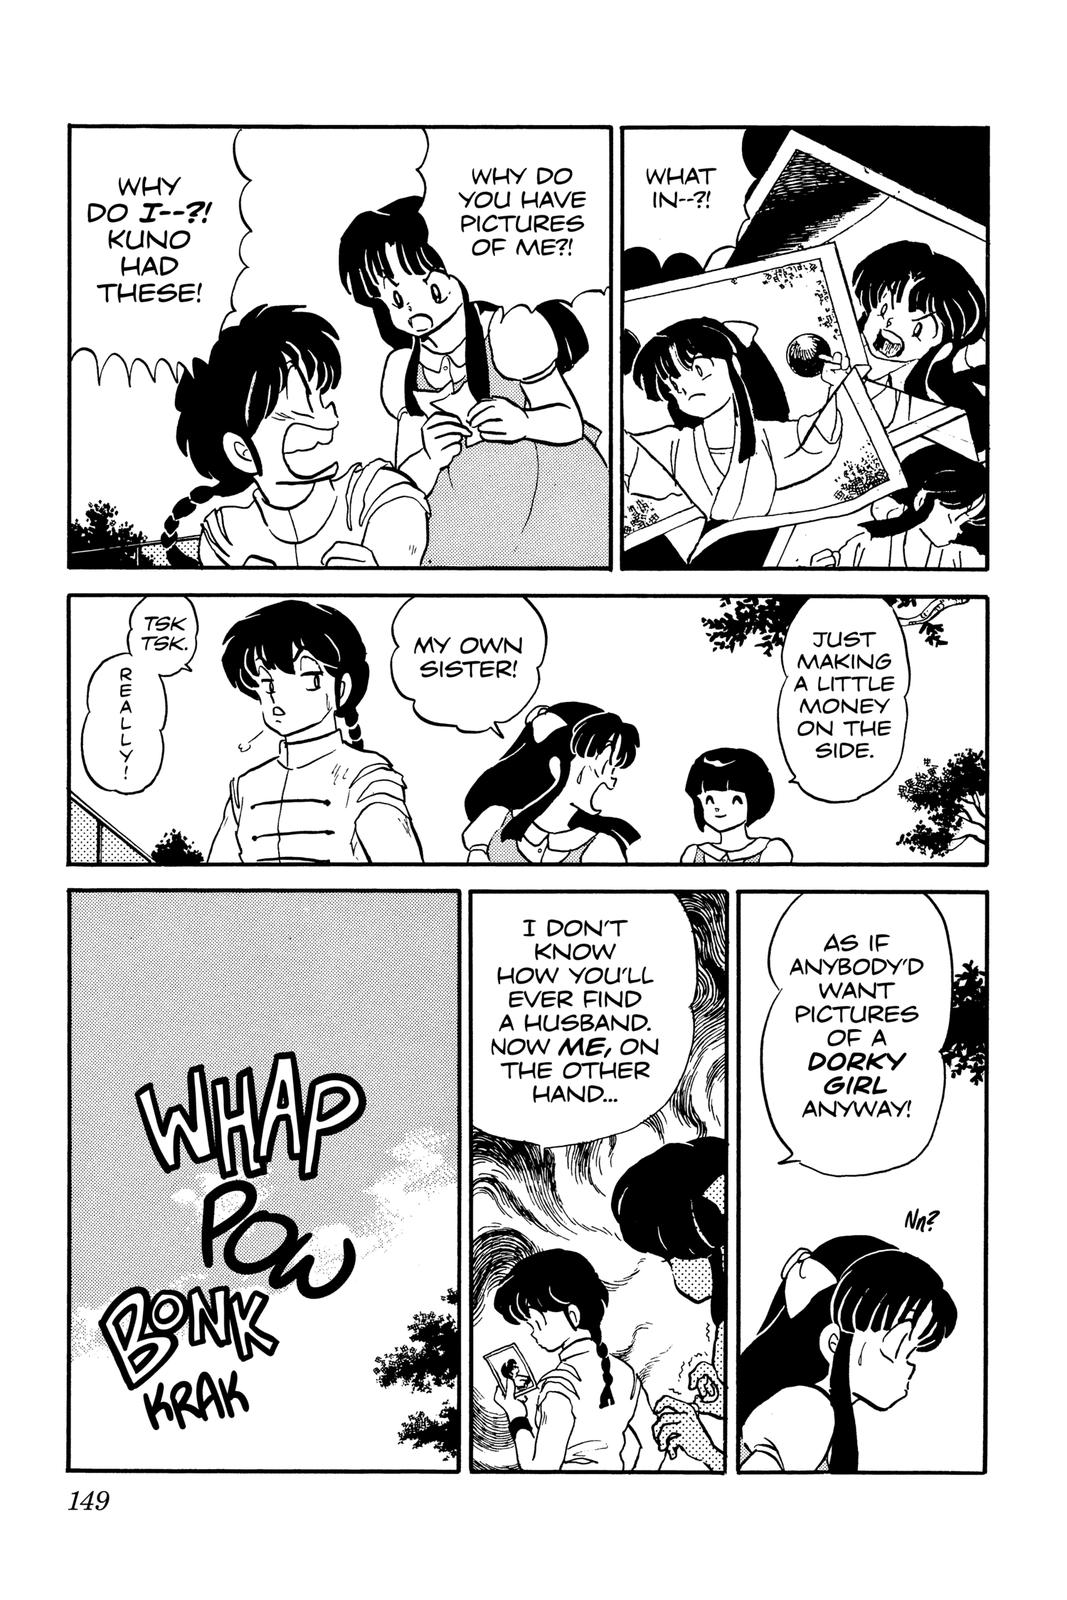 WHAT
IN--?!
WHY DO
YOU HAVE
PICTURES
OF ME?!
WHY
DO I--?!
KUNO
HAD
THESE!
JUST
MAKING
A LITTLE
MONEY
ON THE
SIDE.
MY OWN
SISTER!
TSK
TSK.
REALLY!
AS IF
ANYBODY'D
WANT
PICTURES
OF A
DORKY
GIRL
ANYWAY!
Nn?
I DON'T
KNOW
HOW YOU'LL
EVER FIND
A HUSBAND.
NOW ME, ON
THE OTHER
HAND...
WHAP
POW
BONK
KRAK
149